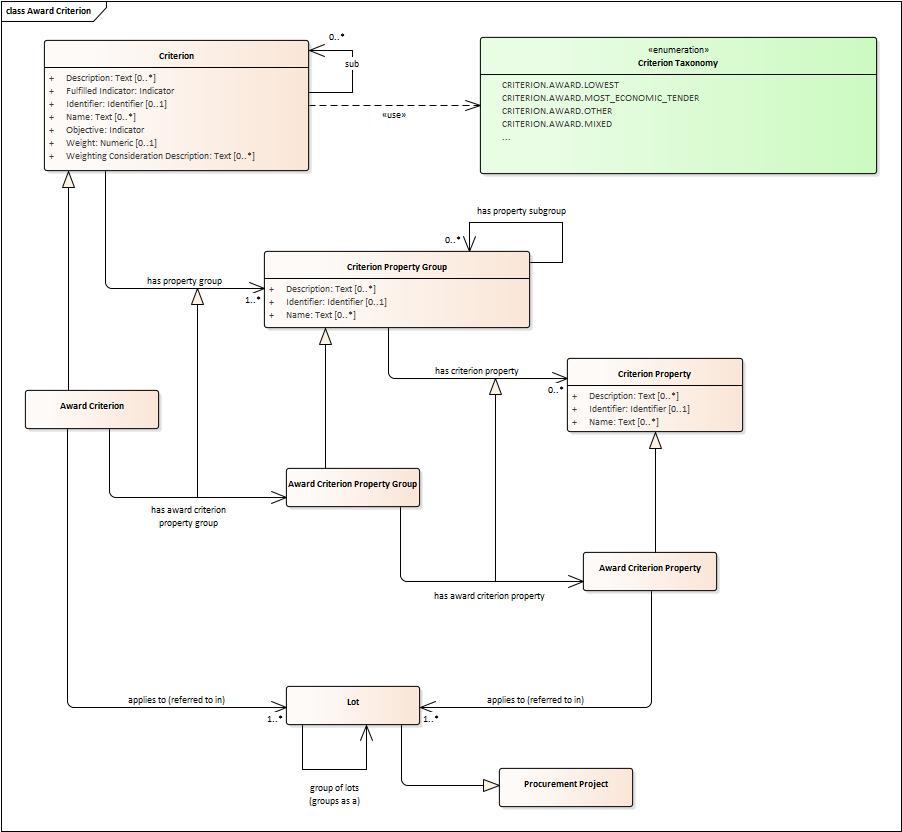 class Award Criterion
Criterion
+ Description: Text [0..*]
+ Fulfilled Indicator: Indicator
+ Identifier: Identifier [0..1]
+ Name: Text [0..*]
+ Objective: Indicator
+ Weight: Numeric [0..1]
+ Weighting Consideration Description: Text [0..*]
0..*
sub
«use»
«enumeration»
Criterion Taxonomy
CRITERION.AWARD.LOWEST
CRITERION.AWARD.MOST_ECONOMIC_TENDER
CRITERION.AWARD.OTHER
CRITERION.AWARD.MIXED
...
has property subgroup
0..*
has property group
1..*
Criterion Property Group
+ Description: Text [0..*]
+ Identifier: Identifier [0..1]
+ Name: Text [0..*]
has criterion property
0..*
Criterion Property
+ Description: Text [0..*]
+ Identifier: Identifier [0..1]
+ Name: Text [0..*]
Award Criterion
Award Criterion Property Group
has award criterion
property group
Award Criterion Property
has award criterion property
applies to (referred to in)
1..*
Lot
applies to (referred to in)
1..*
group of lots
(groups as a)
Procurement Project